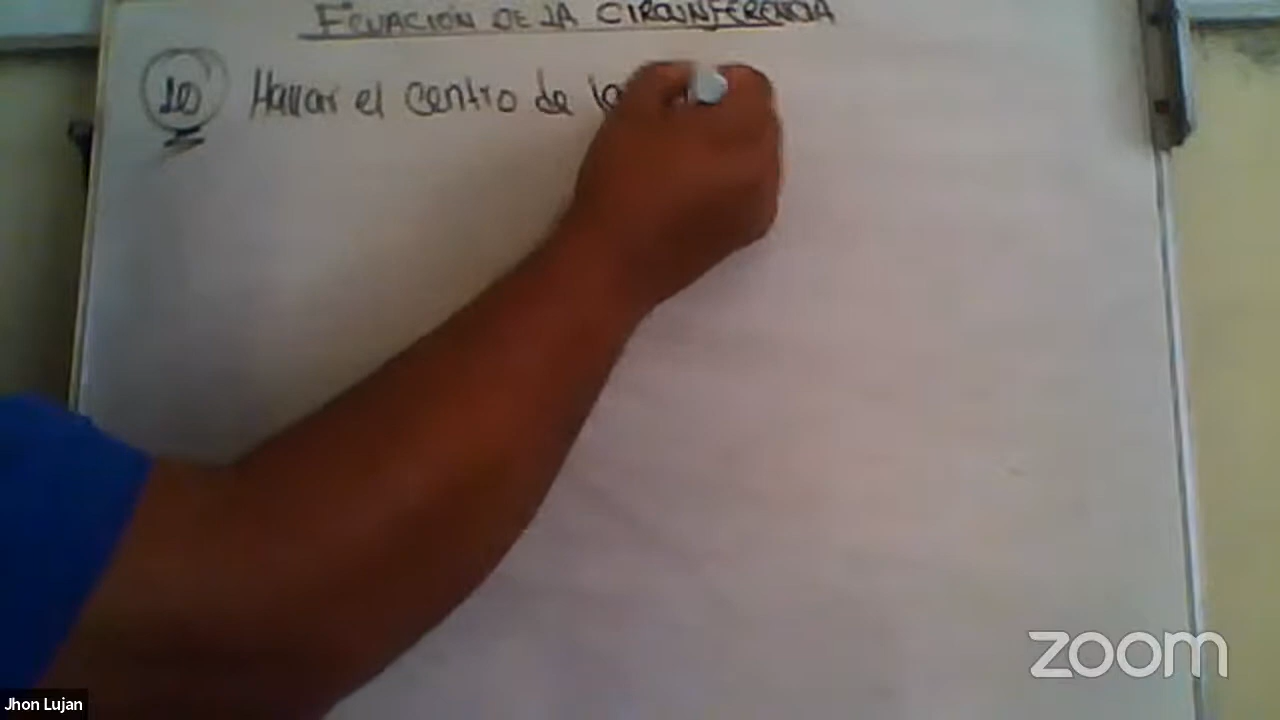 ECUACIÓN DE LA CIRCUNFERENCIA
10 Hallar el centro de la
zoom
Jhon Lujan